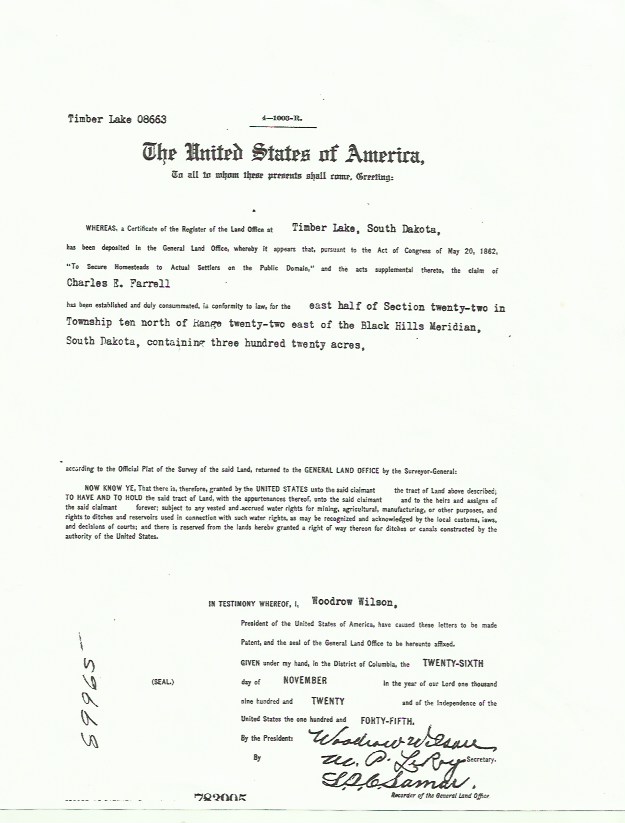 Timber Lake 08663
4—1003-R.
The United States of America,
To all to whom these presents shall come, Greeting:
WHEREAS, a Certificate of the Register of the Land Office at Timber Lake, South Dakota,
has been deposited in the General Land Office, whereby it appears that, pursuant to the Act of Congress of May 20, 1862,
"To Secure Homesteads to Actual Settlers on the Public Domain," and the acts supplemental thereto, the claim of
Charles E. Farrell
has been established and duly consummated, in conformity to law, for the east half of Section twenty-two in
Township ten north of Range twenty-two east of the Black Hills Meridian,
South Dakota, containing three hundred twenty acres,
according to the Official Plat of the Survey of the said Land, returned to the GENERAL LAND OFFICE by the Surveyor-General:
NOW KNOW YE, That there is, therefore, granted by the UNITED STATES unto the said claimant the tract of Land above described;
TO HAVE AND TO HOLD the said tract of Land, with the appurtenances thereof, unto the said claimant and to the heirs and assigns of
the said claimant forever; subject to any vested and accrued water rights for mining, agricultural, manufacturing, or other purposes, and
rights to ditches and reservoirs used in connection with such water rights, as may be recognized and acknowledged by the local customs, laws,
and decisions of courts; and there is reserved from the lands hereby granted a right of way thereon for ditches or canals constructed by the
authority of the United States.
IN TESTIMONY WHEREOF, I, Woodrow Wilson,
President of the United States of America, have caused these letters to be made
Patent, and the seal of the General Land Office to be hereunto affixed.
GIVEN under my hand, in the District of Columbia, the TWENTY-SIXTH
(SEAL.) day of NOVEMBER in the year of our Lord one thousand
nine hundred and TWENTY and of the Independence of the
United States the one hundred and FORTY-FIFTH.
By the President: Woodrow Wilson
By M. P. LeRoy Secretary.
Recorder of the General Land Office
782005